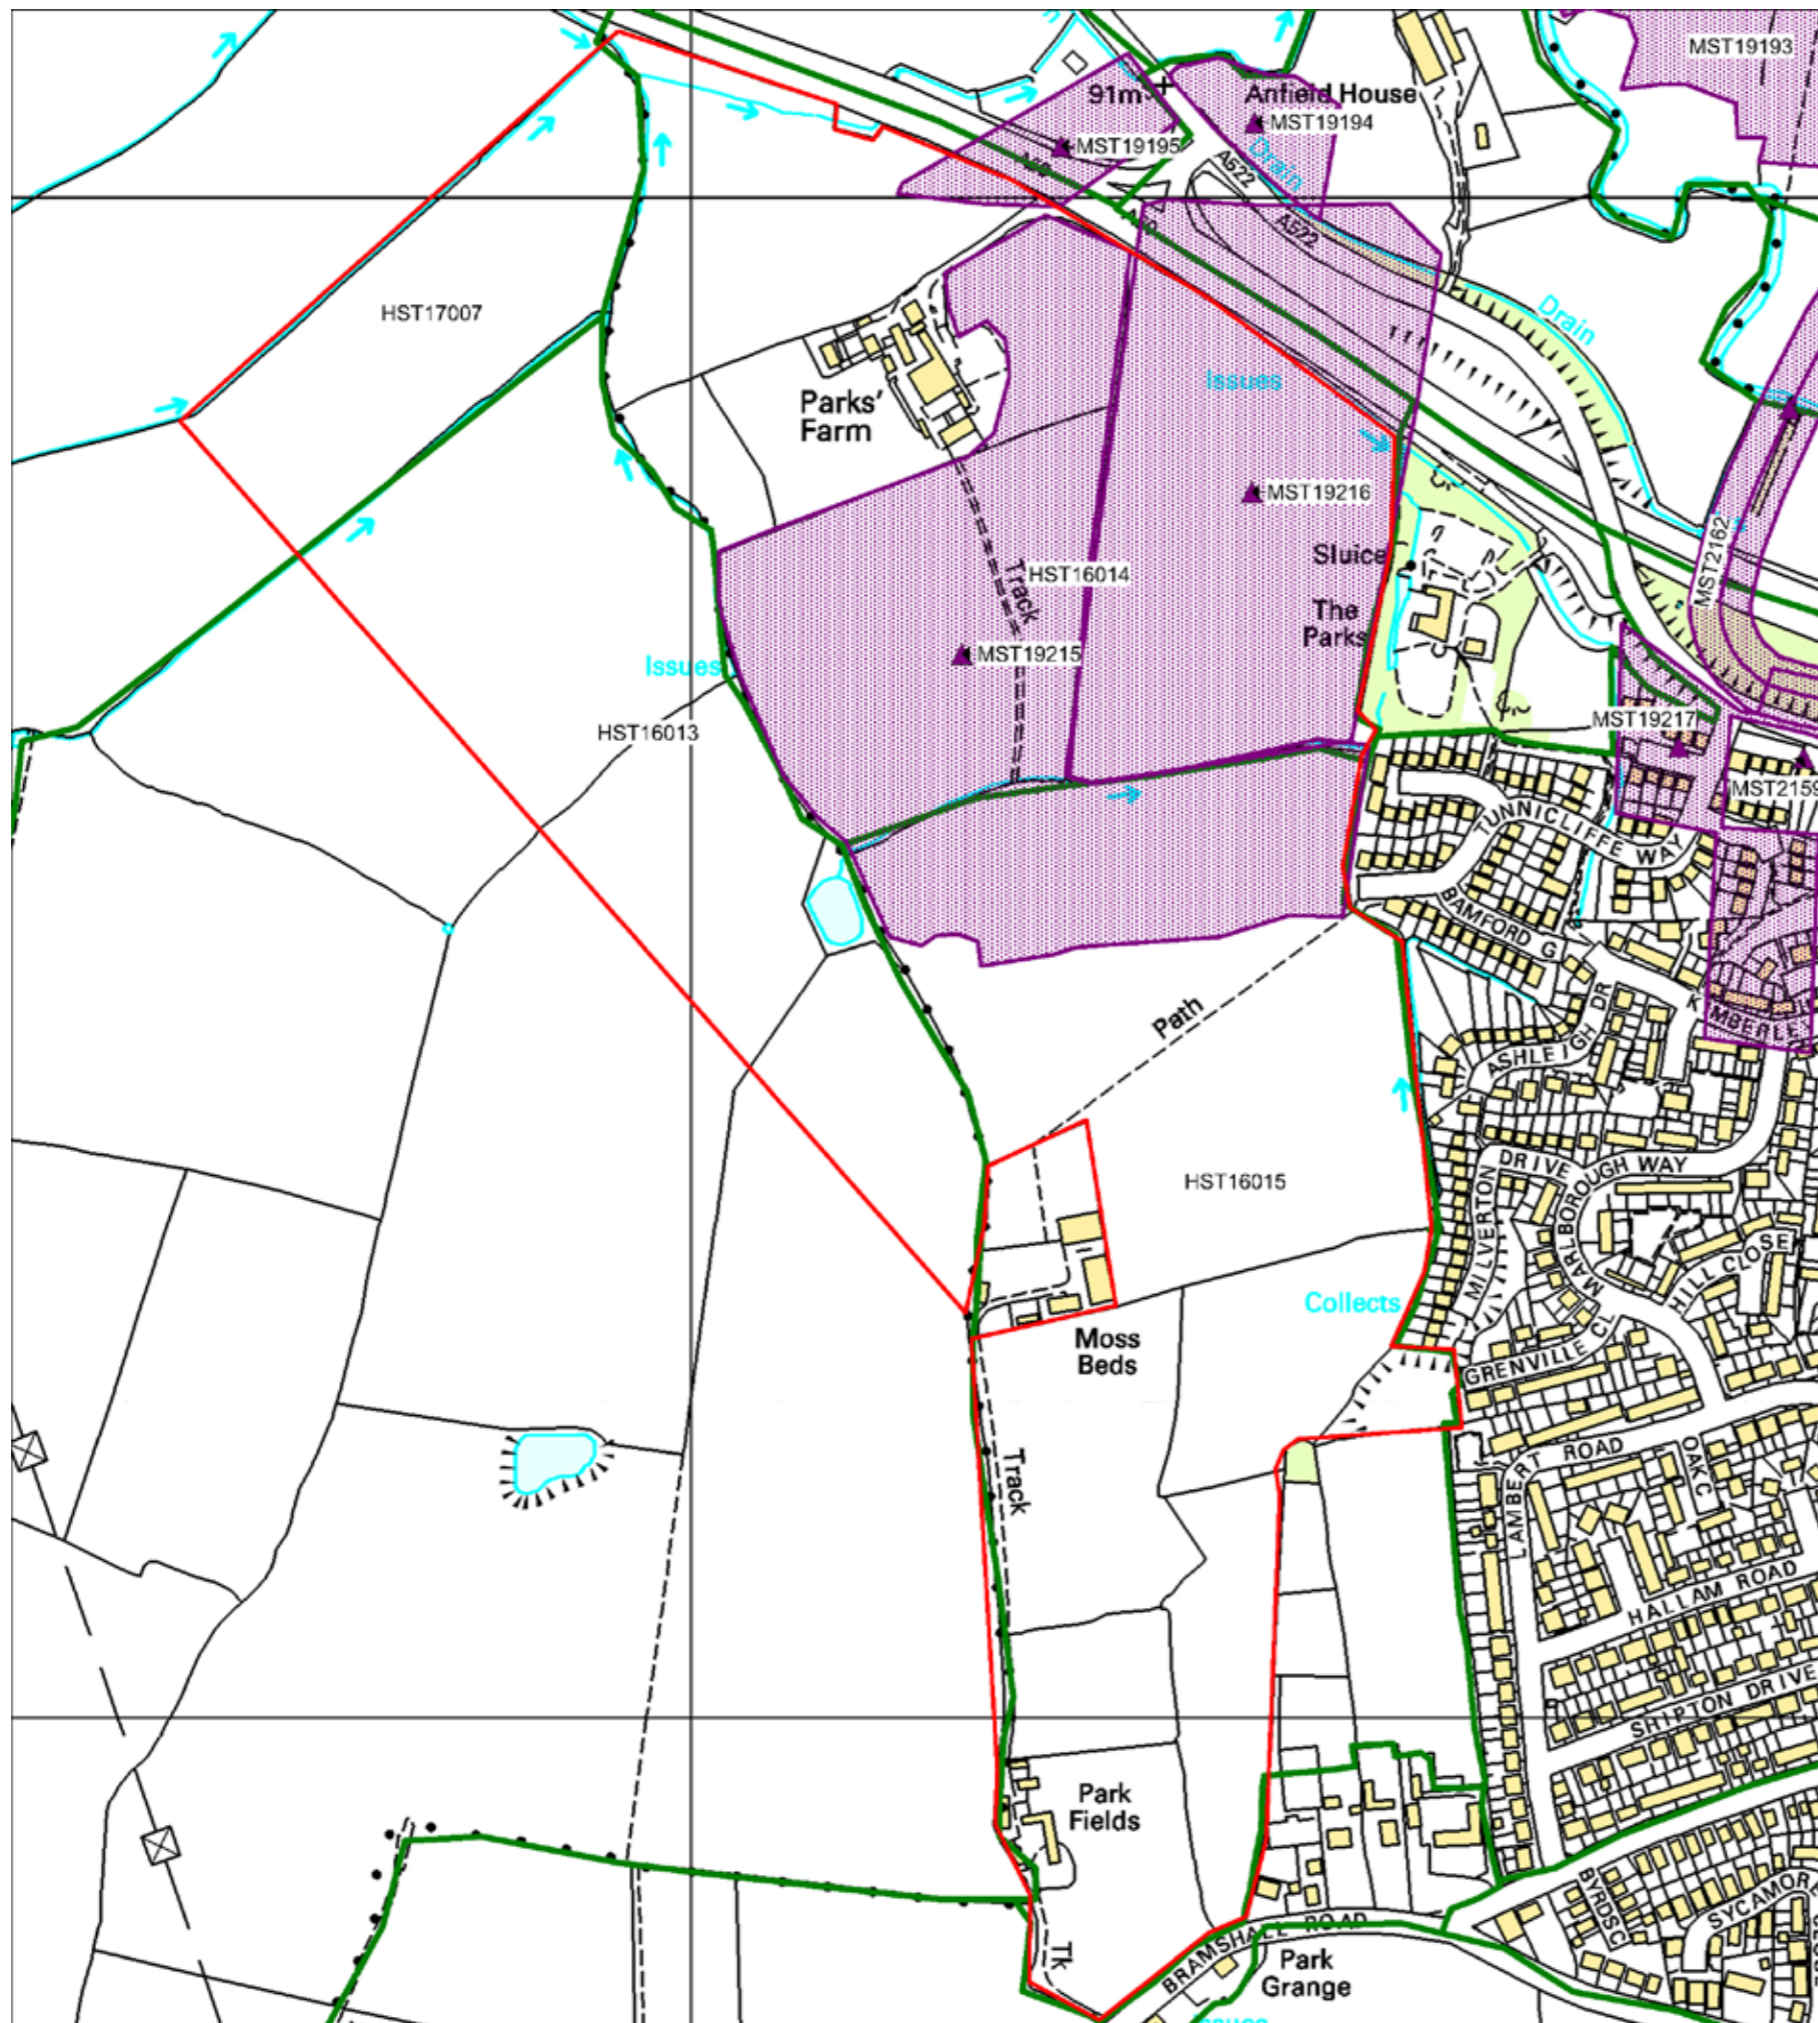 MST19193
91m
Anfield House
MST19194
MST19195
Drain
A522
A522
HST17007
Drain
Issues
Parks'
Farm
MST19216
Sluice
HST16014
Track
The
Parks
MST2162
MST19215
Issues
HST16013
MST19217
MST2159
TUNNICLIFFE WAY
BAMFORD G
Path
K
MBERLE
ASHLEIGH DR
HST16015
MILVERTON
DRIVE
MARLBOROUGH WAY
HILL CLOSE
Collects
Moss
Beds
GRENVILLE CL
Track
LAMBERT ROAD
OAK C
HALLAM ROAD
SHIPTON DRIVE
Park
Fields
BYRDSC
SYCAMORE
BRAMSHALL ROAD
Tk
Park
Grange